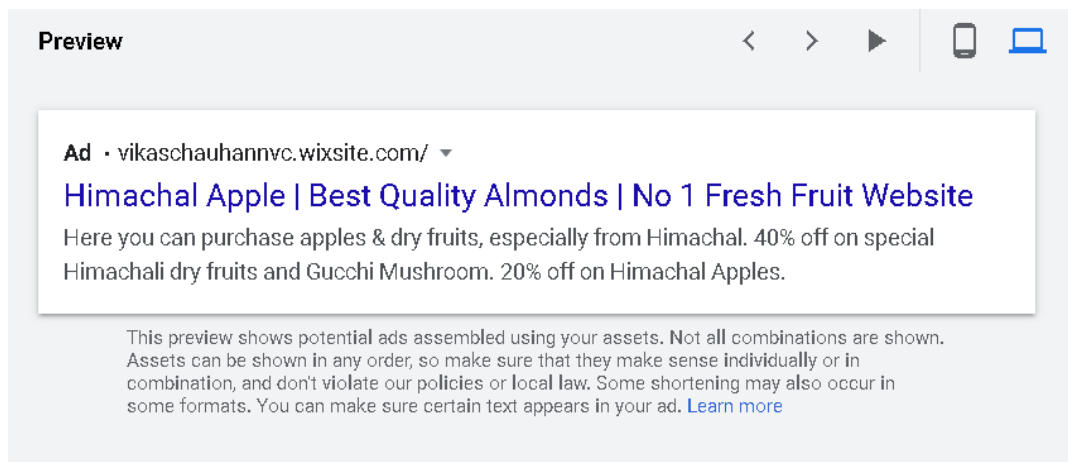 Preview
Ad · vikaschauhannvc.wixsite.com/
Himachal Apple | Best Quality Almonds | No 1 Fresh Fruit Website
Here you can purchase apples & dry fruits, especially from Himachal. 40% off on special
Himachali dry fruits and Gucchi Mushroom. 20% off on Himachal Apples.
This preview shows potential ads assembled using your assets. Not all combinations are shown.
Assets can be shown in any order, so make sure that they make sense individually or in
combination, and don't violate our policies or local law. Some shortening may also occur in
some formats. You can make sure certain text appears in your ad. Learn more